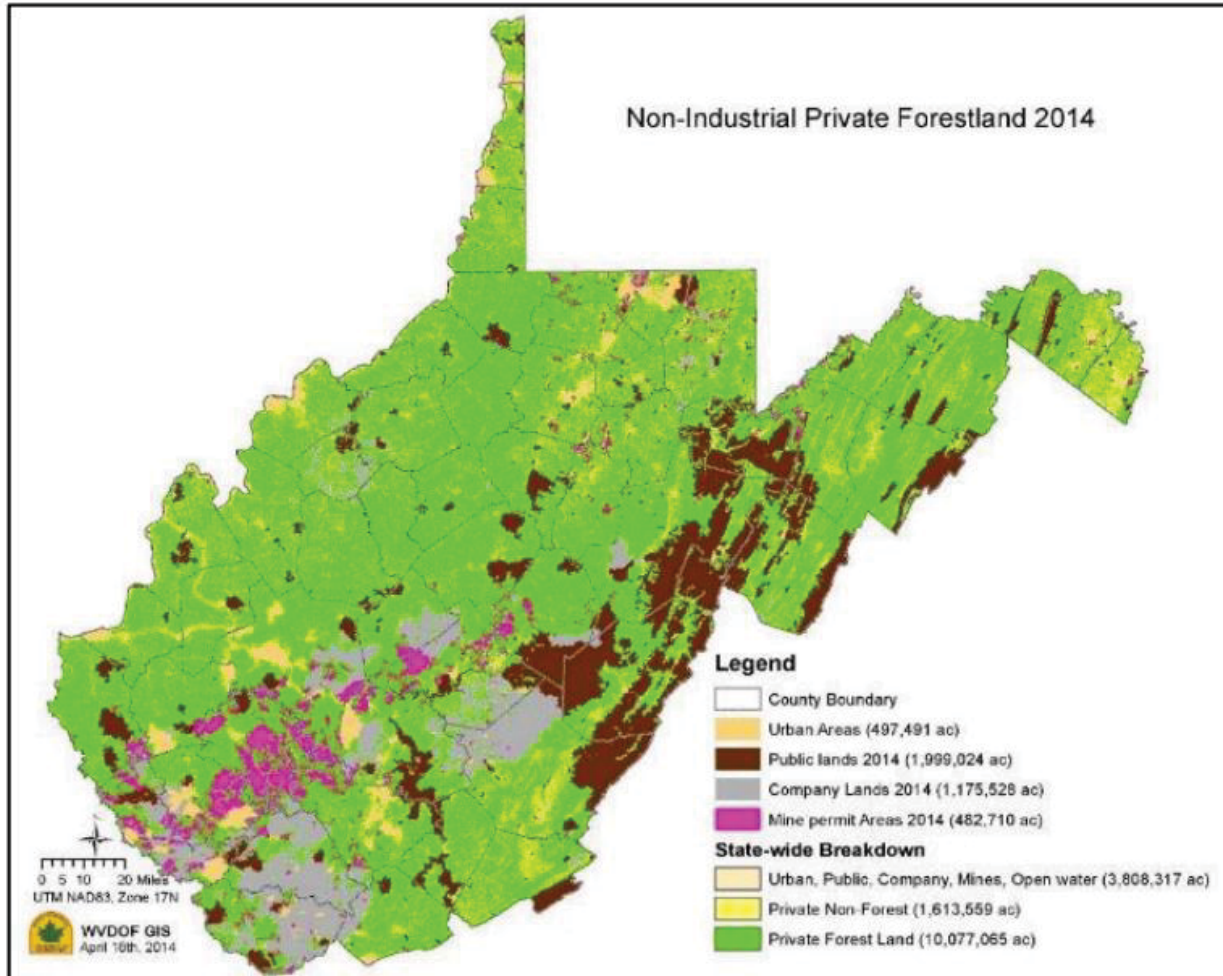 Non-Industrial Private Forestland 2014
Legend
County Boundary
Urban Areas (497,491 ac)
Public lands 2014 (1,999,024 ac)
Company Lands 2014 (1,175,528 ac)
Mine permit Areas 2014 (482,710 ac)
State-wide Breakdown
Urban, Public, Company, Mines, Open water (3,808,317 ac)
Private Non-Forest (1,613,559 ac)
Private Forest Land (10,077,065 ac)
0 5 10 20 Miles
UTM NAD83, Zone 17N
WVDOF GIS
April 16th, 2014